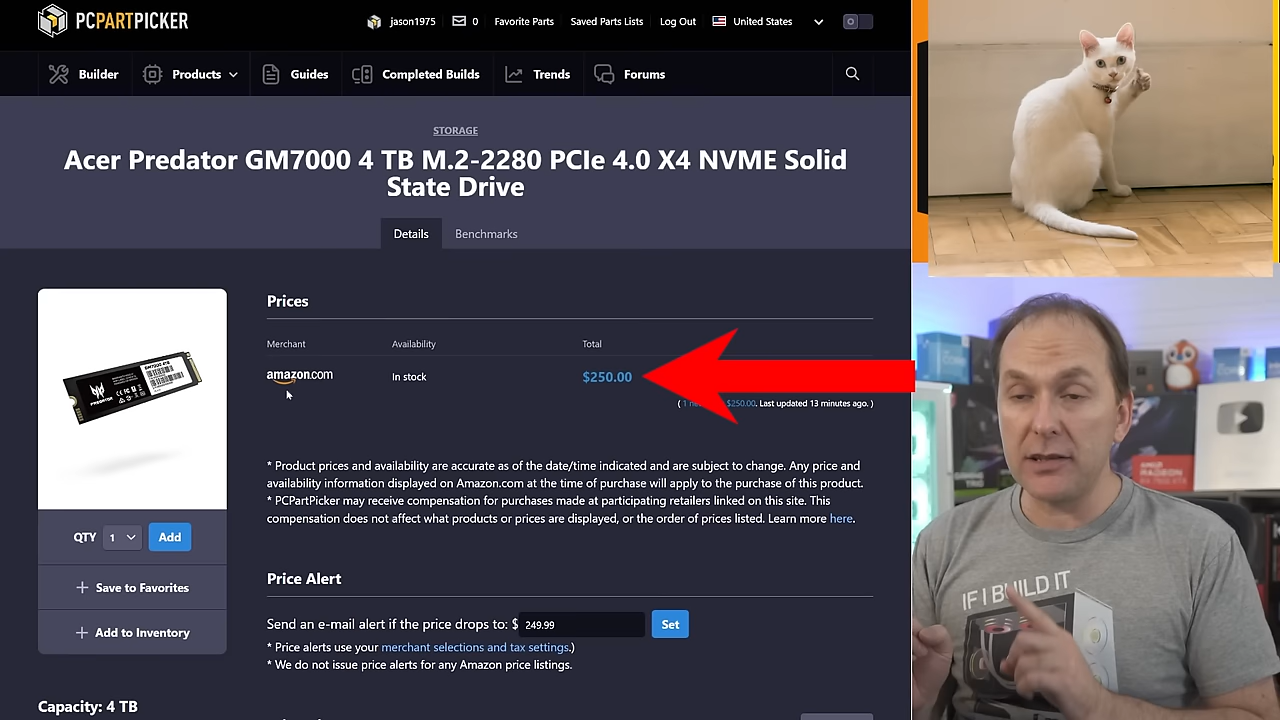 PCPARTPICKER
jason1975
0
Favorite Parts
Saved Parts Lists
Log Out
United States
Builder
Products
Guides
Completed Builds
Trends
Forums
STORAGE
Acer Predator GM7000 4 TB M.2-2280 PCIe 4.0 X4 NVME Solid
State Drive
Details
Benchmarks
Prices
Merchant
Availability
Total
amazon.com
In stock
$250.00
( 1 $250.00. Last updated 13 minutes ago. )
PREDATOR
* Product prices and availability are accurate as of the date/time indicated and are subject to change. Any price and
availability information displayed on Amazon.com at the time of purchase will apply to the purchase of this product.
* PCPartPicker may receive compensation for purchases made at participating retailers linked on this site. This
compensation does not affect what products or prices are displayed, or the order of prices listed. Learn more here.
QTY 1 Add
+ Save to Favorites
+ Add to Inventory
Price Alert
Send an e-mail alert if the price drops to: $ 249.99 Set
* Price alerts use your merchant selections and tax settings.)
* We do not issue price alerts for any Amazon price listings.
Capacity: 4 TB
IF I BUILD IT
RADEON